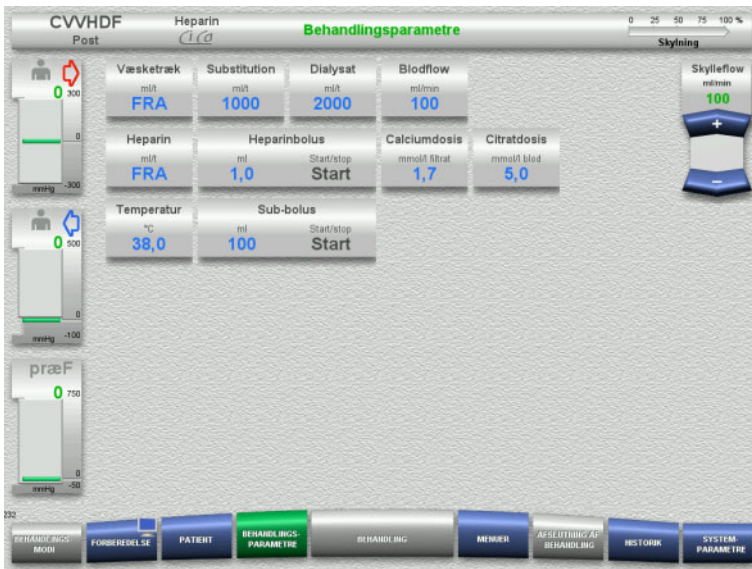 CVVHDF
Post
Heparin
Ci Ca
Behandlingsparametre
0 25 50 75 100 %
Skylning
0 300
0
-300
mmHg
Væsketræk
ml/t
FRA
Substitution
ml/t
1000
Dialysat
ml/t
2000
Blodflow
ml/min
100
Skylleflow
ml/min
100
+
−
Heparin
ml/t
FRA
Heparinbolus
ml Start/stop
1,0 Start
Calciumdosis
mmol/l filtrat
1,7
Citratdosis
mmol/l blod
5,0
Temperatur
°C
38,0
Sub-bolus
ml Start/stop
100 Start
0 500
0
mmHg -100
præF
0 750
0
mmHg -50
232
BEHANDLINGS-
MODI
FORBEREDELSE
PATIENT
BEHANDLINGS-
PARAMETRE
BEHANDLING
MENUER
AFSLUTNING AF
BEHANDLING
HISTORIK
SYSTEM-
PARAMETRE